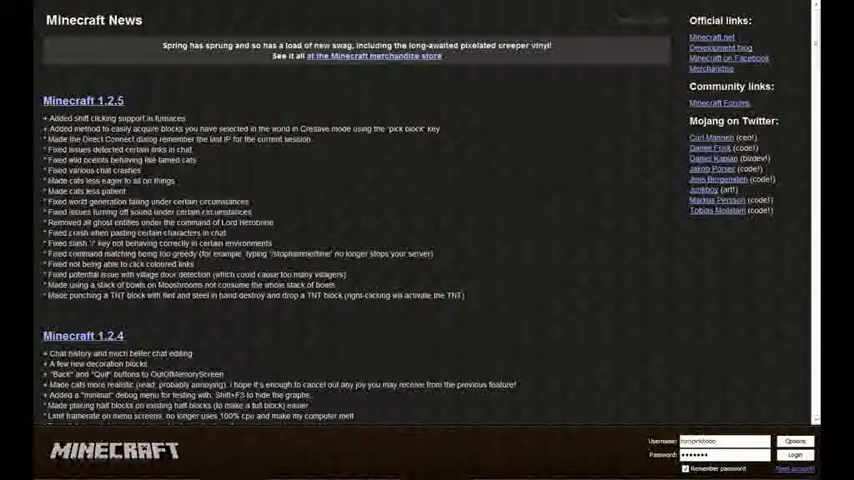 Minecraft News
Spring has sprung and so has a load of new swag, including the long-awaited pixelated creeper vinyl!
See it all at the Minecraft merchandize store
Minecraft 1.2.5
+ Added shift clicking support in furnaces
+ Added method to easily acquire blocks you have selected in the world in Creative mode using the 'pick block' key
* Made the Direct Connect dialog remember the last IP for the current session
* Fixed issues detected certain links in chat
* Fixed wild ocelots behaving like tamed cats
* Fixed various chat crashes
* Made cats less eager to sit on things
* Made cats less patient
* Fixed world generation failing under certain circumstances
* Fixed issues turning off sound under certain circumstances
* Removed all ghost entities under the command of Lord Herobrine
* Fixed crash when pasting certain characters in chat
* Fixed slash '/' key not behaving correctly in certain environments
* Fixed command matching being too greedy (for example, typing '/stophammertime' no longer stops your server)
* Fixed not being able to click coloured links
* Fixed potential issue with village door detection (which could cause too many villagers)
* Made using a stack of bowls on Mooshrooms not consume the whole stack of bowls
* Made punching a TNT block with flint and steel in hand destroy and drop a TNT block (right-clicking will activate the TNT)
Minecraft 1.2.4
+ Chat history and much better chat editing
+ A few new decoration blocks
+ "Back" and "Quit" buttons to OutOfMemoryScreen
+ Made cats more realistic (read: probably annoying). I hope it's enough to cancel out any joy you may receive from the previous feature!
+ Added a "minimal" debug menu for testing with. Shift+F3 to hide the graphs.
* Made placing half blocks on existing half blocks (to make a full block) easier
* Limit framerate on menu screens, no longer uses 100% cpu and make my computer melt
Official links:
Minecraft.net
Development blog
Minecraft on Facebook
Merchandise
Community links:
Minecraft Forums
Mojang on Twitter:
Carl Manneh (ceo!)
Daniel Frisk (code!)
Daniel Kaplan (bizdev!)
Jakob Porser (code!)
Jens Bergensten (code!)
Junkboy (art!)
Markus Persson (code!)
Tobias Mollstam (code!)
MINECRAFT
Username:
Options
Password:
Login
Remember password
Need account?